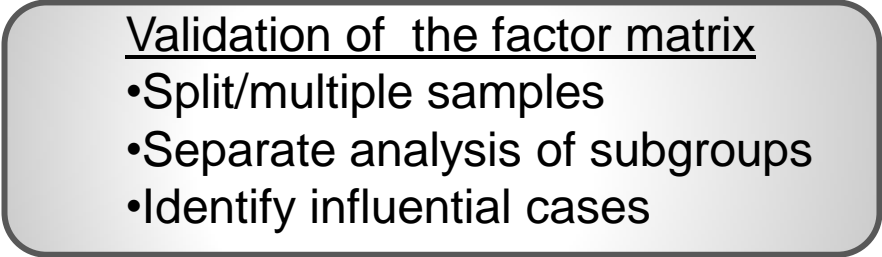 Validation of  the factor matrix
•Split/multiple samples
•Separate analysis of subgroups
•Identify influential cases